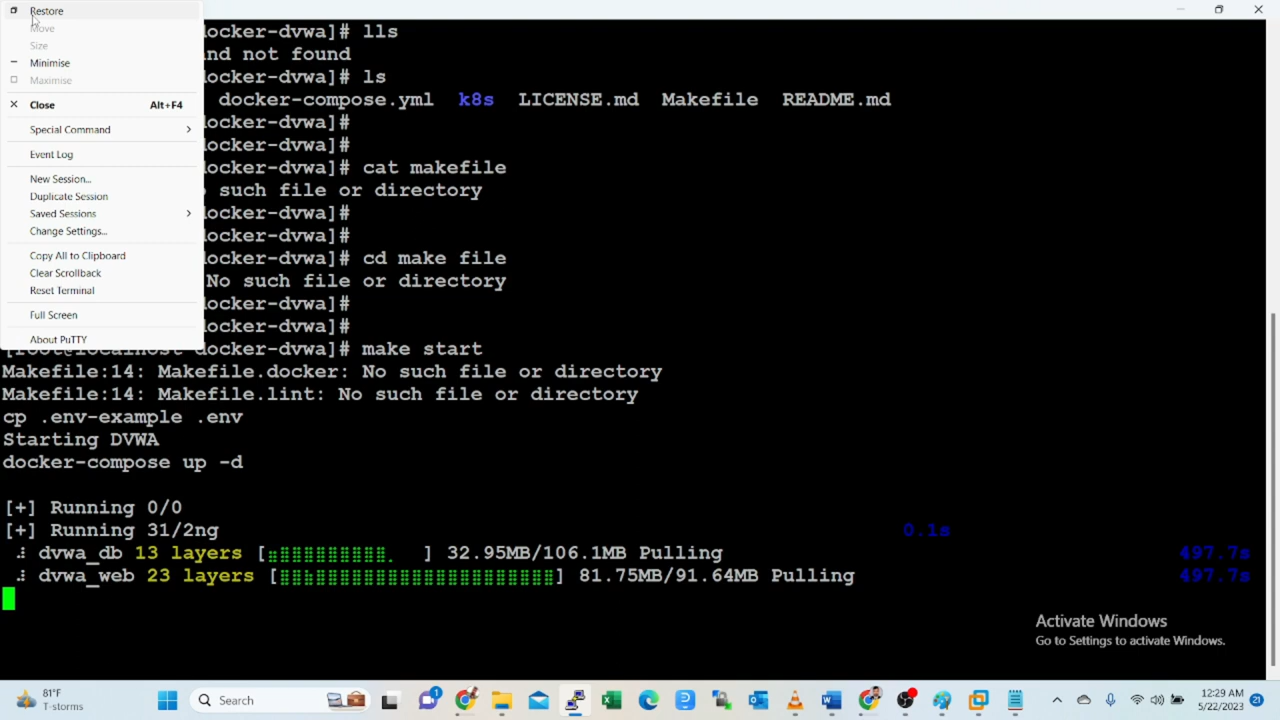 Restore
Move
Size
Minimise
Maximise
Close Alt+F4
Special Command
Event Log
New Session...
Duplicate Session
Saved Sessions
Change Settings...
Copy All to Clipboard
Clear Scrollback
Reset Terminal
Full Screen
About PuTTY
docker-dvwa]# lls
nd not found
docker-dvwa]# ls
docker-compose.yml k8s LICENSE.md Makefile README.md
docker-dvwa]#
docker-dvwa]#
docker-dvwa]# cat makefile
such file or directory
docker-dvwa]#
docker-dvwa]#
docker-dvwa]# cd make file
No such file or directory
docker-dvwa]#
docker-dvwa]#
[root@localhost docker-dvwa]# make start
Makefile:14: Makefile.docker: No such file or directory
Makefile:14: Makefile.lint: No such file or directory
cp .env-example .env
Starting DVWA
docker-compose up -d
[+] Running 0/0
[+] Running 31/2ng 0.1s
dvwa_db 13 layers [ ] 32.95MB/106.1MB Pulling 497.7s
dvwa_web 23 layers [ ] 81.75MB/91.64MB Pulling 497.7s
Activate Windows
Go to Settings to activate Windows.
81°F
T-storms
Search
1
12:29 AM
5/22/2023
21